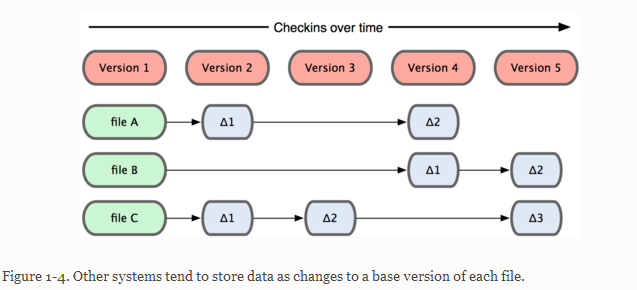 Checkins over time
Version 1 Version 2 Version 3 Version 4 Version 5
file A Δ1 Δ2
file B Δ1 Δ2
file C Δ1 Δ2 Δ3
Figure 1-4. Other systems tend to store data as changes to a base version of each file.